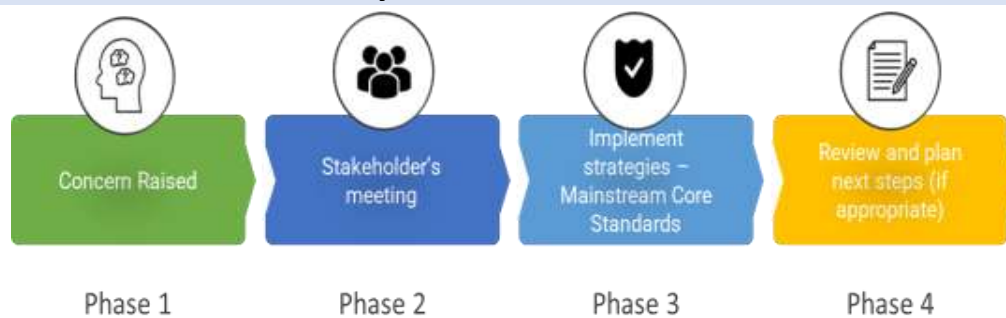 Concern Raised
Stakeholder's
meeting
Implement
strategies –
Mainstream Core
Standards
Review and plan
next steps (if
appropriate)
Phase 1
Phase 2
Phase 3
Phase 4